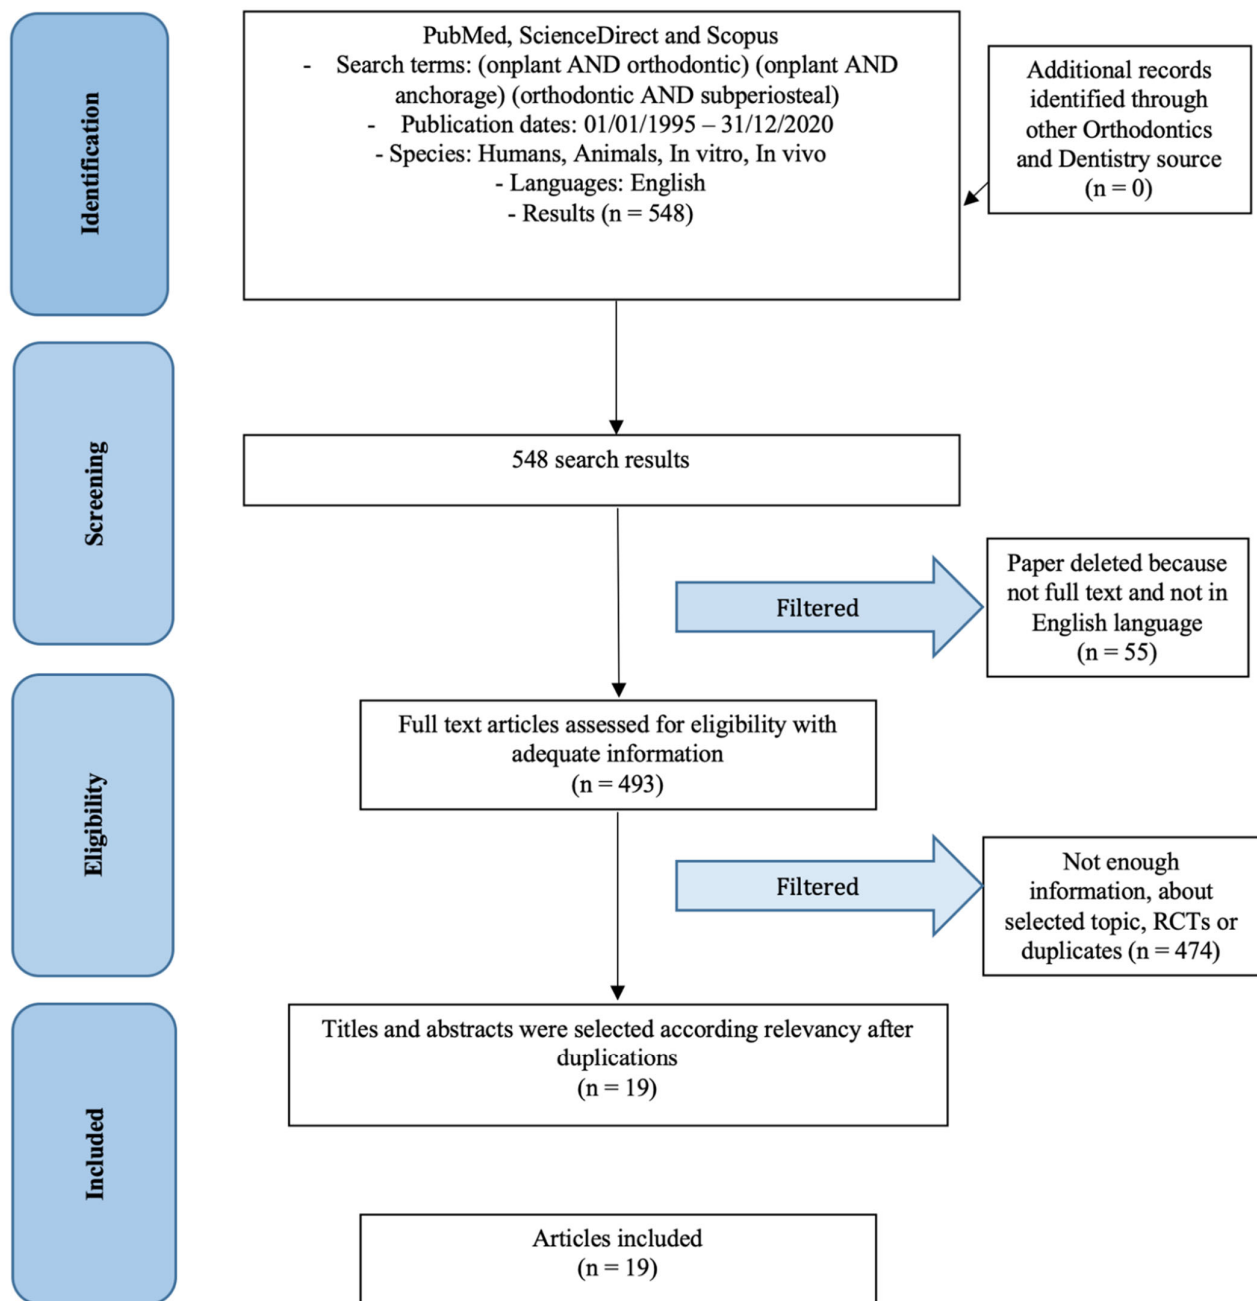 Identification
PubMed, ScienceDirect and Scopus
- Search terms: (onplant AND orthodontic) (onplant AND
anchorage) (orthodontic AND subperiosteal)
- Publication dates: 01/01/1995 – 31/12/2020
- Species: Humans, Animals, In vitro, In vivo
- Languages: English
- Results (n = 548)
Additional records
identified through
other Orthodontics
and Dentistry source
(n = 0)
Screening
548 search results
Filtered
Paper deleted because
not full text and not in
English language
(n = 55)
Eligibility
Full text articles assessed for eligibility with
adequate information
(n = 493)
Filtered
Not enough
information, about
selected topic, RCTs or
duplicates (n = 474)
Included
Titles and abstracts were selected according relevancy after
duplications
(n = 19)
Articles included
(n = 19)